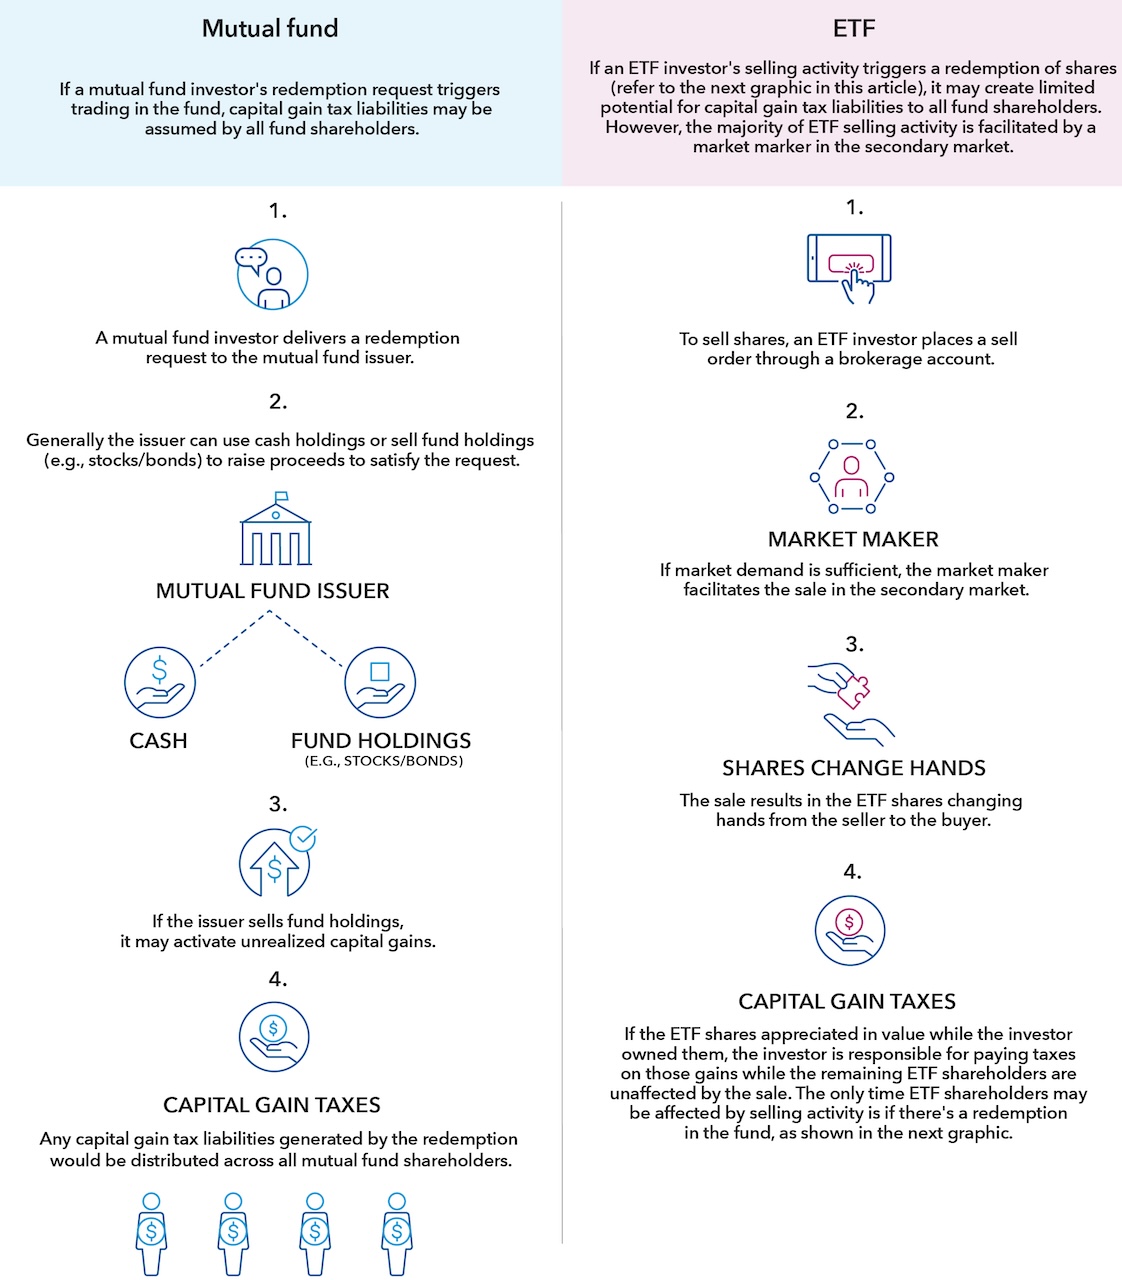 Mutual fund
If a mutual fund investor's redemption request triggers
trading in the fund, capital gain tax liabilities may be
assumed by all fund shareholders.
1.
A mutual fund investor delivers a redemption
request to the mutual fund issuer.
2.
Generally the issuer can use cash holdings or sell fund holdings
(e.g., stocks/bonds) to raise proceeds to satisfy the request.
MUTUAL FUND ISSUER
$
CASH
FUND HOLDINGS
(E.G., STOCKS/BONDS)
3.
$
If the issuer sells fund holdings,
it may activate unrealized capital gains.
4.
$
CAPITAL GAIN TAXES
Any capital gain tax liabilities generated by the redemption
would be distributed across all mutual fund shareholders.
$ $ $ $
ETF
If an ETF investor's selling activity triggers a redemption of shares
(refer to the next graphic in this article), it may create limited
potential for capital gain tax liabilities to all fund shareholders.
However, the majority of ETF selling activity is facilitated by a
market marker in the secondary market.
1.
To sell shares, an ETF investor places a sell
order through a brokerage account.
2.
MARKET MAKER
If market demand is sufficient, the market maker
facilitates the sale in the secondary market.
3.
SHARES CHANGE HANDS
The sale results in the ETF shares changing
hands from the seller to the buyer.
4.
$
CAPITAL GAIN TAXES
If the ETF shares appreciated in value while the investor
owned them, the investor is responsible for paying taxes
on those gains while the remaining ETF shareholders are
unaffected by the sale. The only time ETF shareholders may
be affected by selling activity is if there's a redemption
in the fund, as shown in the next graphic.